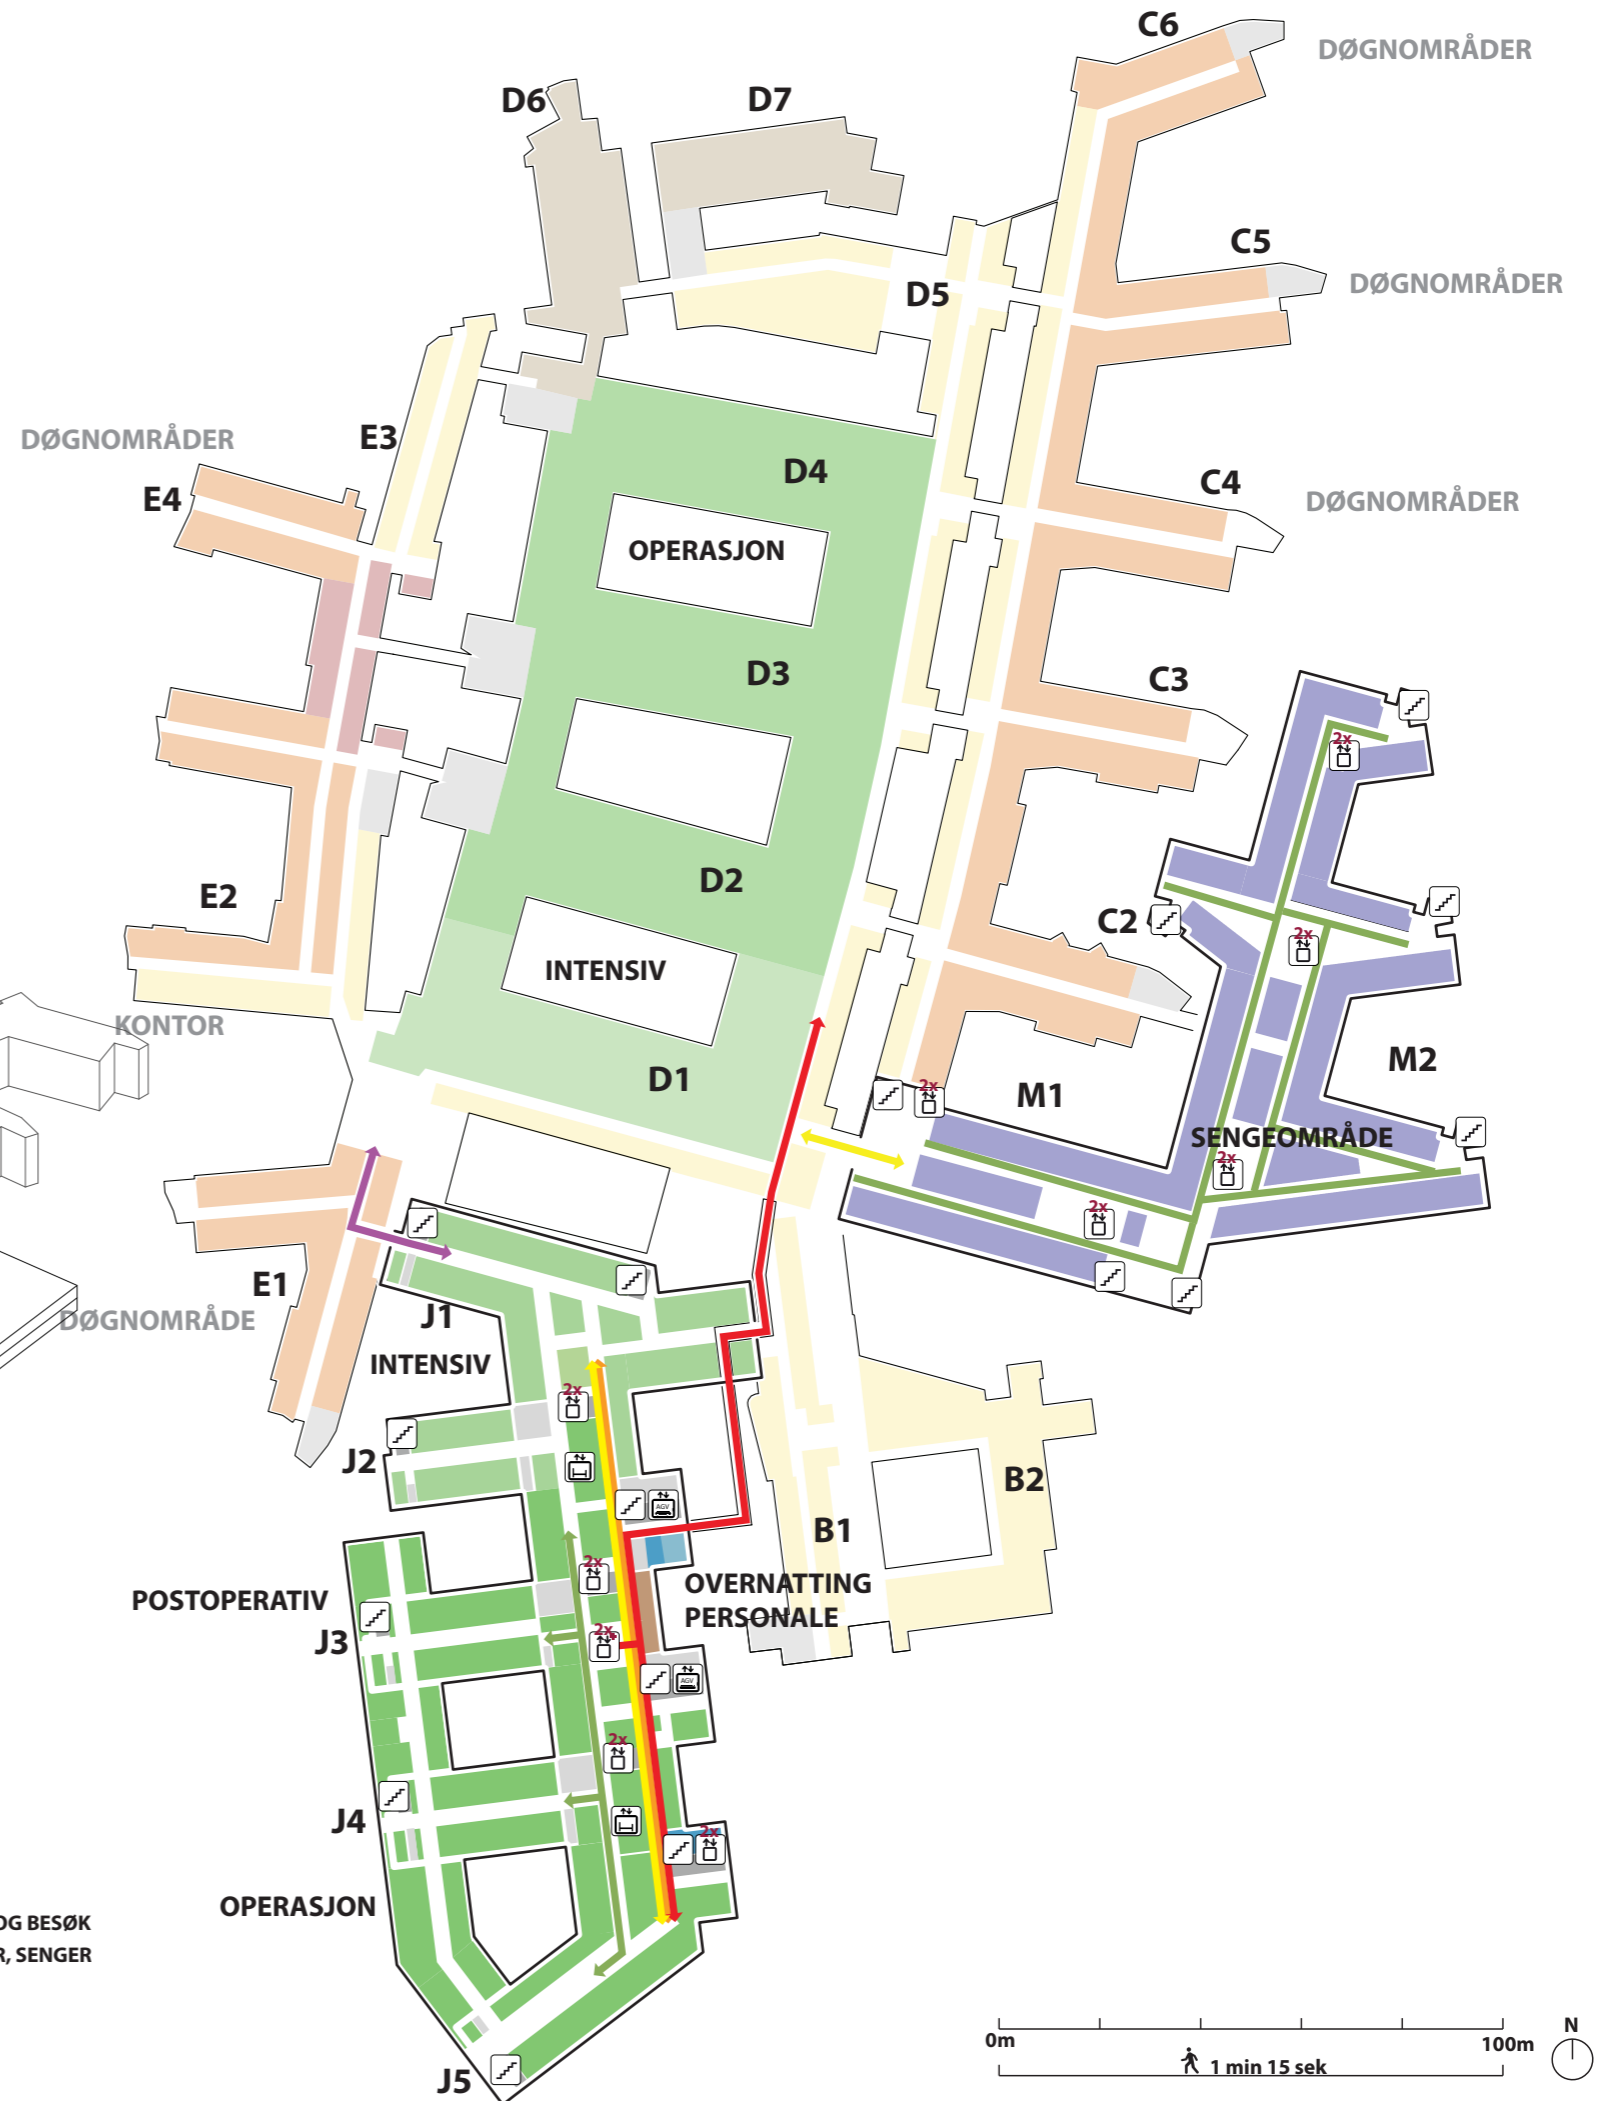 C6
DØGNOMRÅDER
D6
D7
C5
DØGNOMRÅDER
D5
DØGNOMRÅDER
E3
E4
D4
C4
DØGNOMRÅDER
OPERASJON
D3
C3
2x
D2
E2
C2
2x
INTENSIV
KONTOR
D1
M2
2x
M1
SENGEOMRÅDE
2x
2x
E1
DØGNOMRÅDE
J1
INTENSIV
2x
J2
B2
AGV
B1
2x
OVERNATTING
PERSONALE
POSTOPERATIV
J3
2x
AGV
2x
J4
2x
OPERASJON
OG BESØK
R, SENGER
J5
0m
100m
1 min 15 sek
N